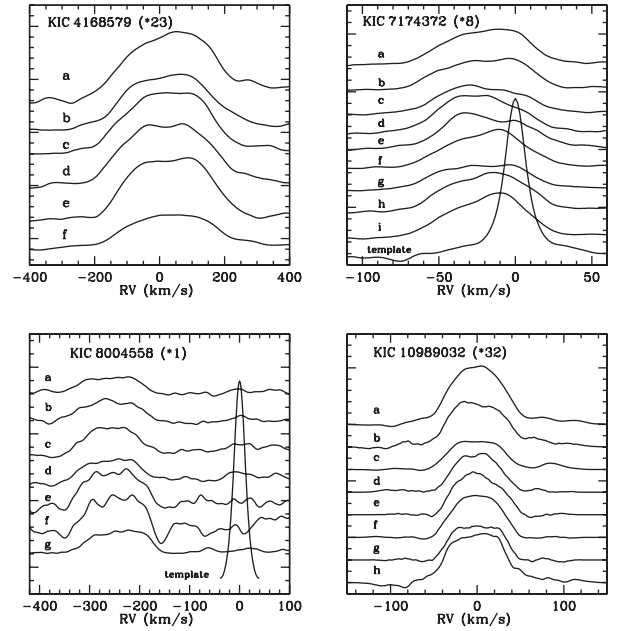 KIC 4168579 (*23)
a
b
c
d
e
f
-400 -200 0 200 400
RV (km/s)
KIC 7174372 (*8)
a
b
c
d
e
f
g
h
i
template
-100 -50 0 50
RV (km/s)
KIC 8004558 (*1)
a
b
c
d
e
f
g
template
-400 -300 -200 -100 0 100
RV (km/s)
KIC 10989032 (*32)
a
b
c
d
e
f
g
h
-100 0 100
RV (km/s)